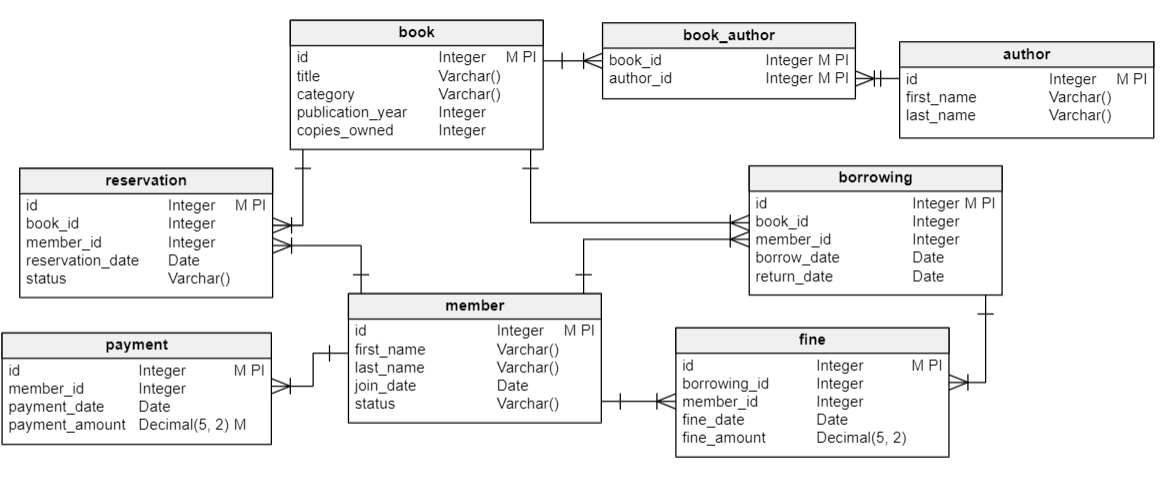 book
id Integer M PI
title Varchar()
category Varchar()
publication_year Integer
copies_owned Integer
book_author
book_id Integer M PI
author_id Integer M PI
author
id Integer M PI
first_name Varchar()
last_name Varchar()
reservation
id Integer M PI
book_id Integer
member_id Integer
reservation_date Date
status Varchar()
borrowing
id Integer M PI
book_id Integer
member_id Integer
borrow_date Date
return_date Date
member
id Integer M PI
first_name Varchar()
last_name Varchar()
join_date Date
status Varchar()
payment
id Integer M PI
member_id Integer
payment_date Date
payment_amount Decimal(5, 2) M
fine
id Integer M PI
borrowing_id Integer
member_id Integer
fine_date Date
fine_amount Decimal(5, 2)